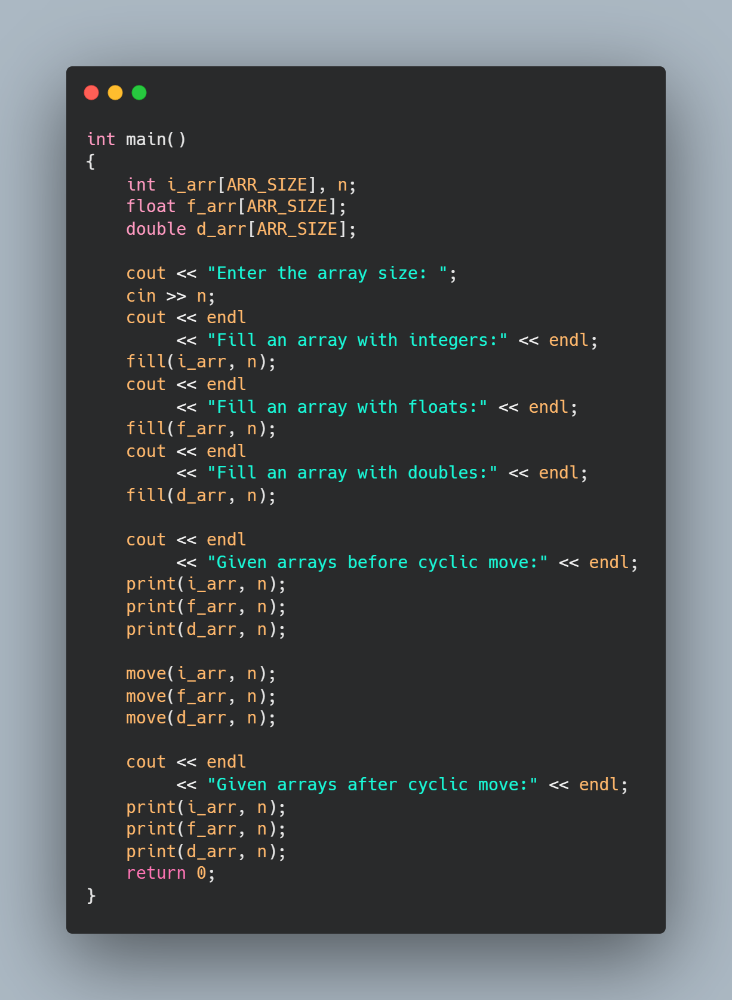 int main()
{
    int i_arr[ARR_SIZE], n;
    float f_arr[ARR_SIZE];
    double d_arr[ARR_SIZE];

    cout << "Enter the array size: ";
    cin >> n;
    cout << endl
         << "Fill an array with integers:" << endl;
    fill(i_arr, n);
    cout << endl
         << "Fill an array with floats:" << endl;
    fill(f_arr, n);
    cout << endl
         << "Fill an array with doubles:" << endl;
    fill(d_arr, n);

    cout << endl
         << "Given arrays before cyclic move:" << endl;
    print(i_arr, n);
    print(f_arr, n);
    print(d_arr, n);

    move(i_arr, n);
    move(f_arr, n);
    move(d_arr, n);

    cout << endl
         << "Given arrays after cyclic move:" << endl;
    print(i_arr, n);
    print(f_arr, n);
    print(d_arr, n);
    return 0;
}